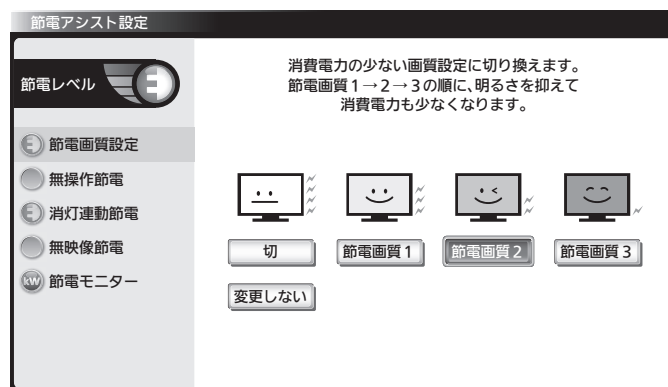 節電アシスト設定
節電レベル
E
E 節電画質設定
無操作節電
E 消灯連動節電
無映像節電
kW 節電モニター
消費電力の少ない画質設定に切り換えます。
節電画質1→2→3の順に、明るさを抑えて
消費電力も少なくなります。
切
節電画質1
節電画質2
節電画質3
変更しない